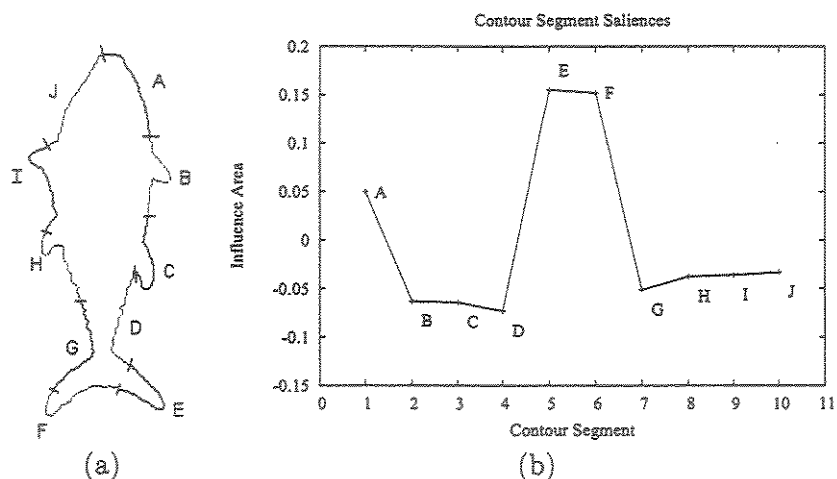 Contour Segment Saliences
0.2
0.15
0.1
0.05
0
-0.05
-0.1
-0.15
Influence Area
0 1 2 3 4 5 6 7 8 9 10 11
Contour Segment
A
B
C
D
E
F
G
H
I
J
A
B
C
D
E
F
G
H
I
J
(a)
(b)